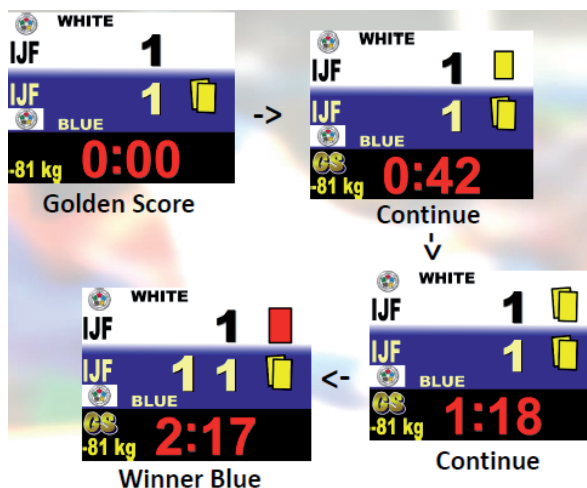 WHITE
IJF 1
IJF 1
BLUE
-81 kg 0:00
Golden Score
->
WHITE
IJF 1
IJF 1
BLUE
GS
-81 kg 0:42
Continue
->
WHITE
IJF 1
IJF 1
BLUE
GS
-81 kg 1:18
Continue
<-
WHITE
IJF 1
IJF 1 1
BLUE
GS
-81 kg 2:17
Winner Blue